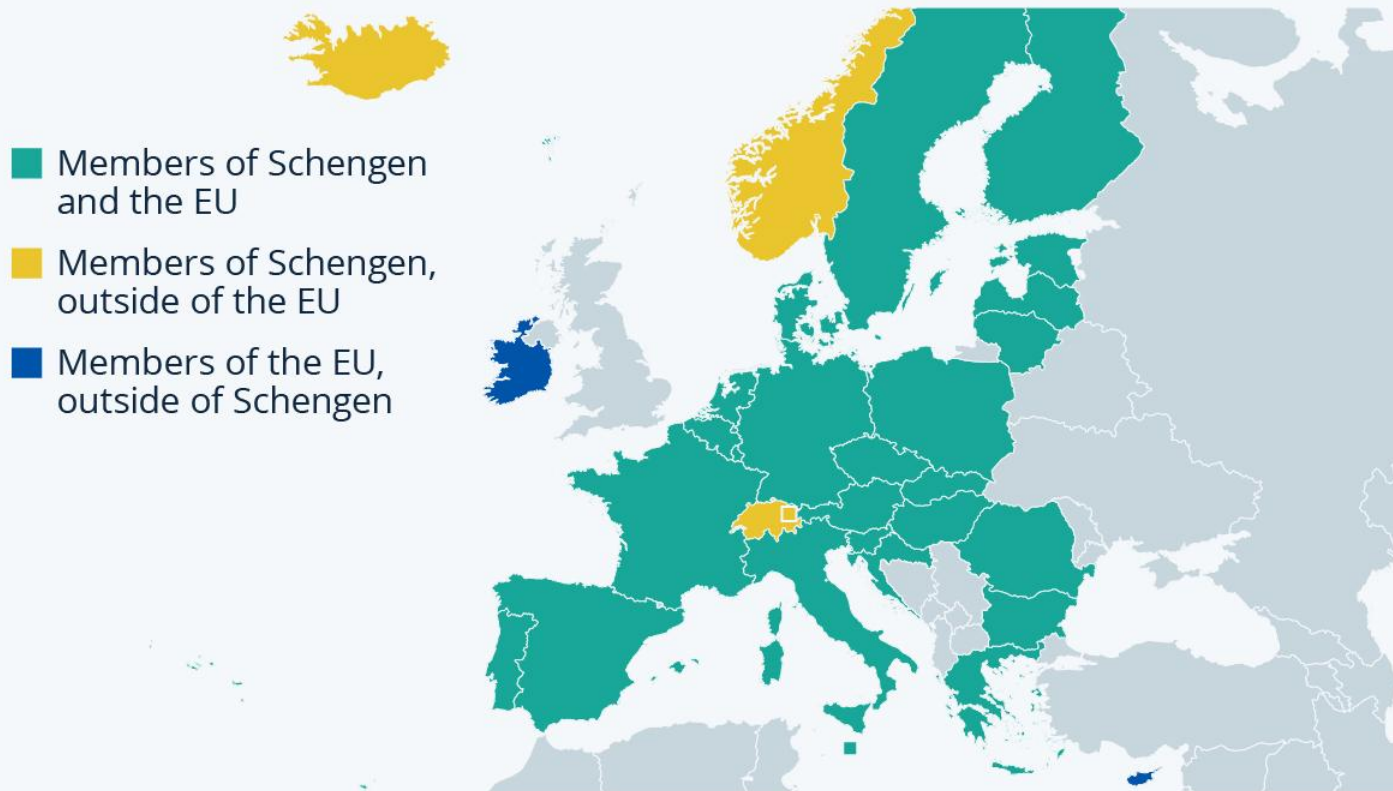 Members of Schengen
and the EU
Members of Schengen,
outside of the EU
Members of the EU,
outside of Schengen